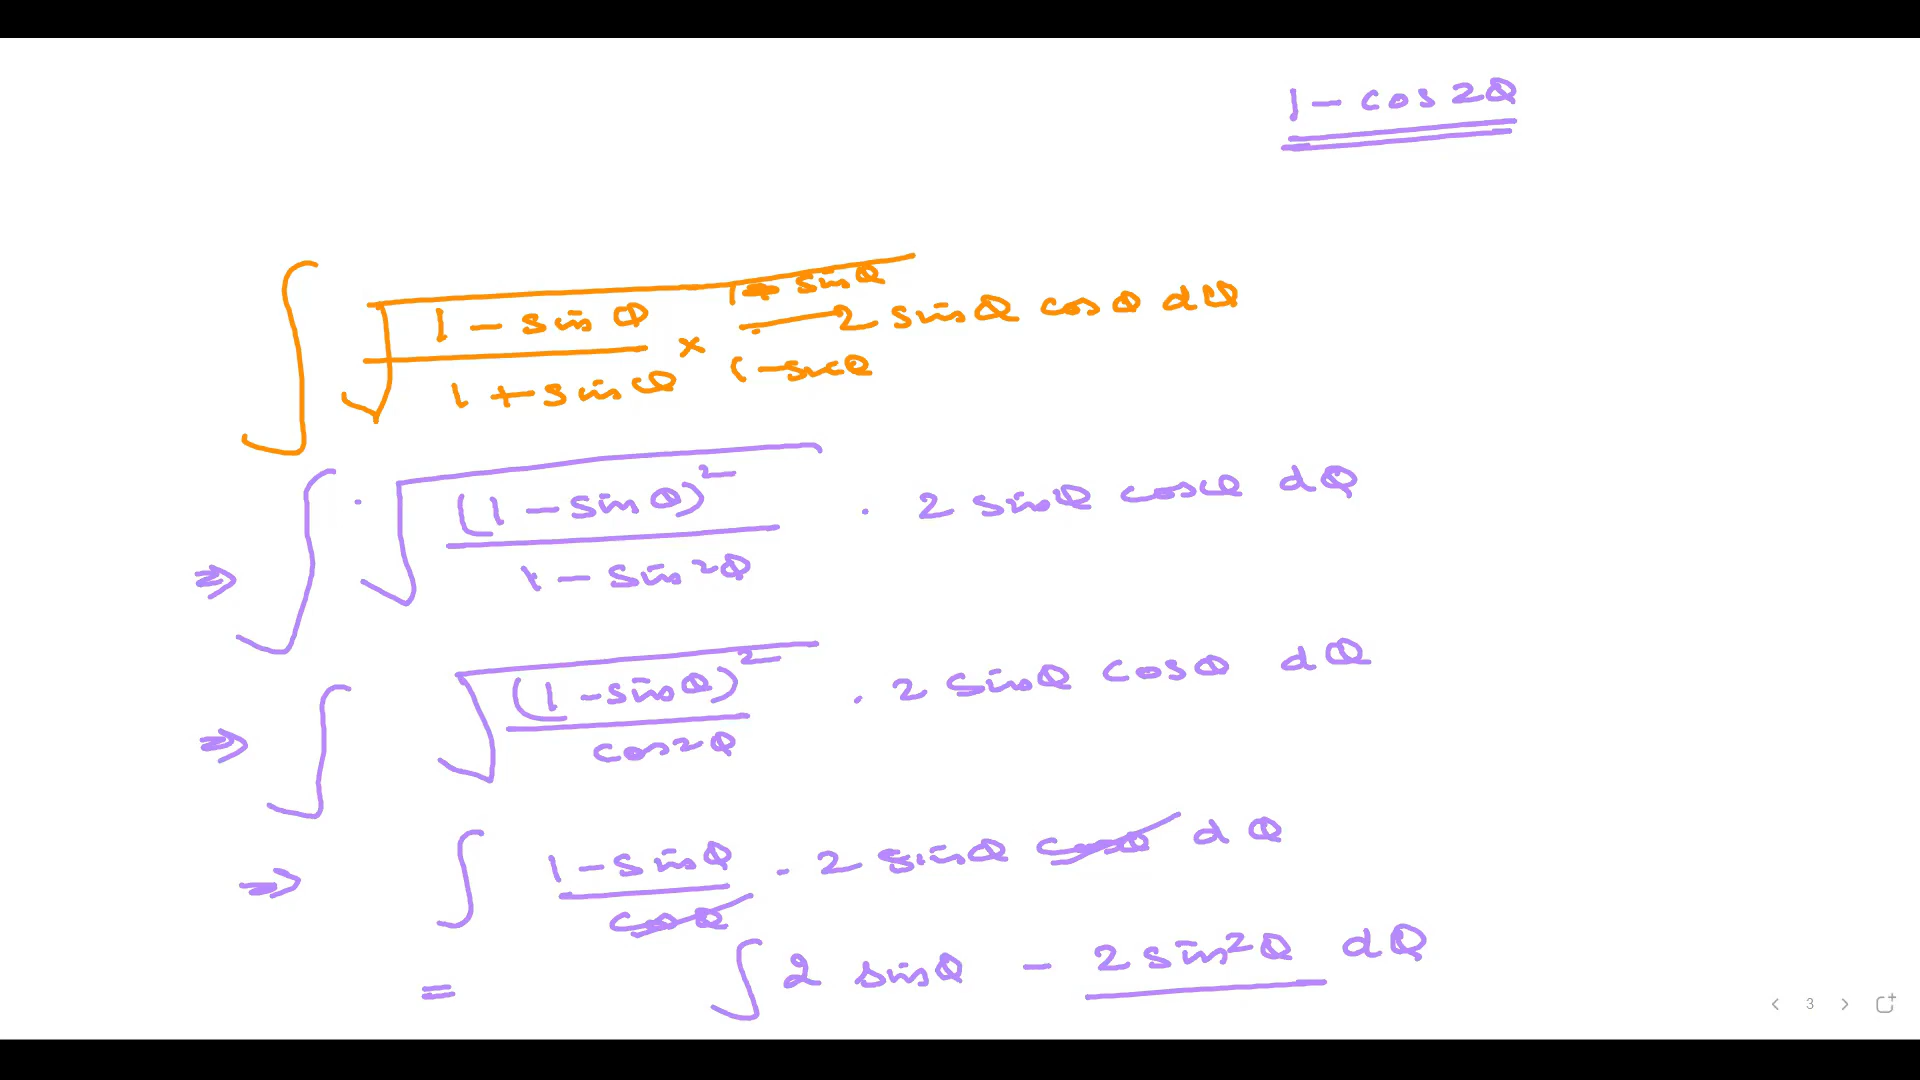 1 - cos 2θ
∫ √((1 - sin θ)/(1 + sin θ) × (1 - sin θ)/(1 - sin θ)) 2 sin θ cos θ dθ
⇒ ∫ √((1 - sin θ)²/(1 - sin²θ)) . 2 sin θ cos θ dθ
⇒ ∫ √((1 - sin θ)²/(cos²θ)) . 2 sin θ cos θ dθ
⇒ ∫ (1 - sin θ)/(cos θ) . 2 sin θ cos θ dθ
= ∫ 2 sin θ - 2 sin²θ dθ
3